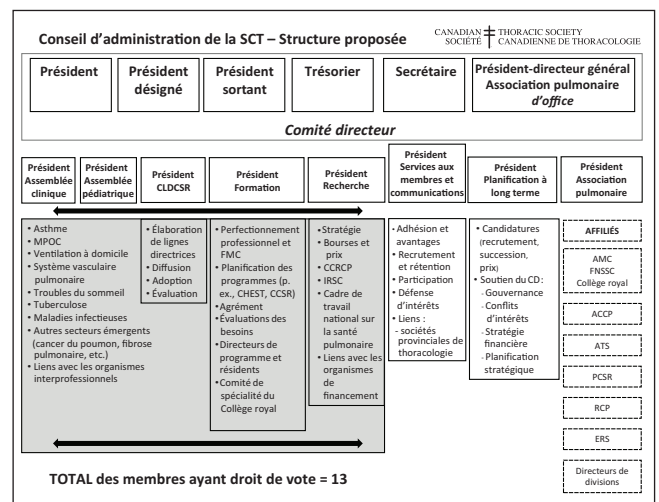 Conseil d'administration de la SCT – Structure proposée
CANADIAN THORACIC SOCIETY
SOCIÉTÉ CANADIENNE DE THORACOLOGIE
Président
Président
désigné
Président
sortant
Trésorier
Secrétaire
Président-directeur général
Association pulmonaire
d'office
Comité directeur
Président
Assemblée
clinique
Président
Assemblée
pédiatrique
Président
CLDCSR
Président
Formation
Président
Recherche
Président
Services aux
membres et
communications
Président
Planification à
long terme
Président
Association
pulmonaire
• Asthme
• MPOC
• Ventilation à domicile
• Système vasculaire
pulmonaire
• Troubles du sommeil
• Tuberculose
• Maladies infectieuses
• Autres secteurs émergents
(cancer du poumon, fibrose
pulmonaire, etc.)
• Liens avec les organismes
interprofessionnels
• Élaboration
de lignes
directrices
• Diffusion
• Adoption
• Évaluation
• Perfectionnement
professionnel et
FMC
• Planification des
programmes (p.
ex., CHEST, CCSR)
• Agrément
• Évaluations des
besoins
• Directeurs de
programme et
résidents
• Comité de
spécialité du
Collège royal
• Stratégie
• Bourses et
prix
• CCRCP
• IRSC
• Cadre de
travail
national sur
la santé
pulmonaire
• Liens avec les
organismes
de
financement
• Adhésion et
avantages
• Recrutement
et rétention
• Participation
• Défense
d'intérêts
• Liens :
- sociétés
provinciales de
thoracologie
• Candidatures
(recrutement,
succession,
prix)
• Soutien du CD :
- Gouvernance
- Conflits
d'intérêts
- Stratégie
financière
- Planification
stratégique
AFFILIÉS
AMC
FNSSC
Collège royal
ACCP
ATS
PCSR
RCP
ERS
Directeurs de
divisions
TOTAL des membres ayant droit de vote = 13